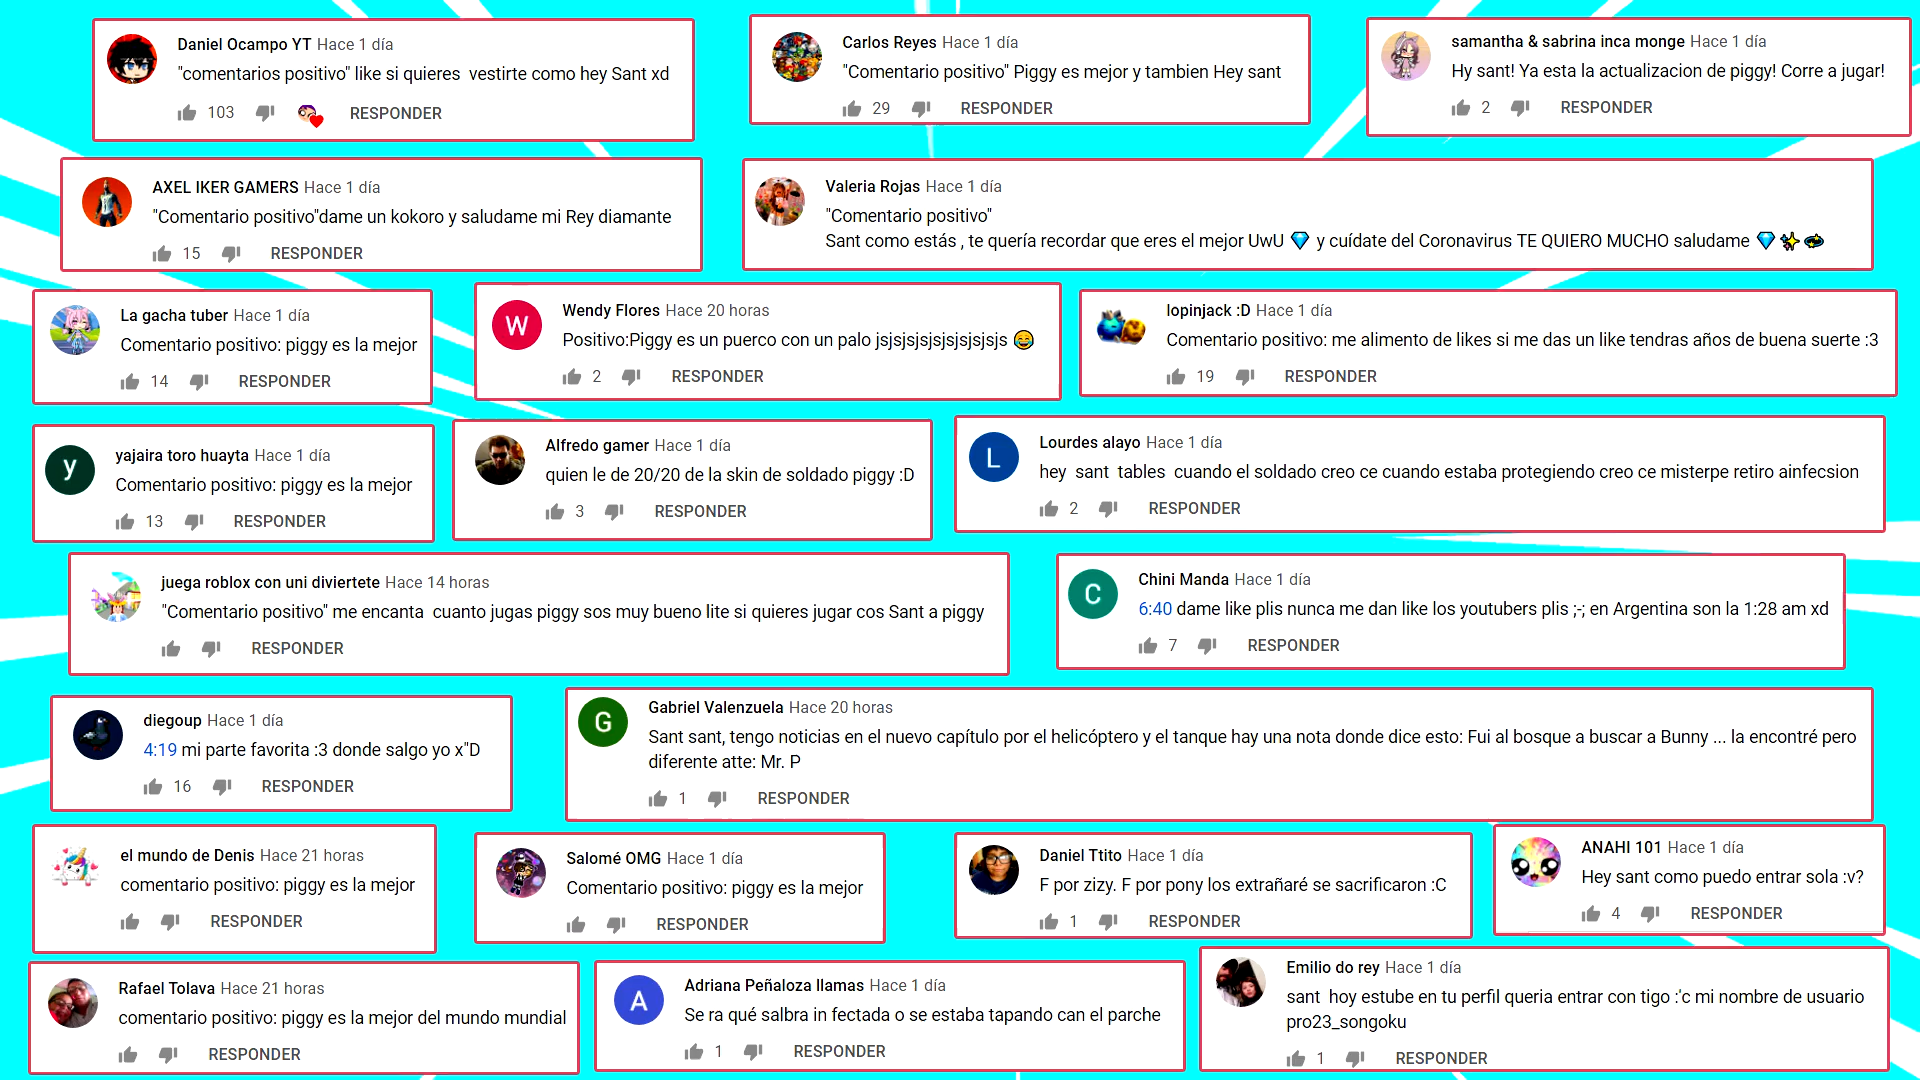 Daniel Ocampo YT Hace 1 día
"comentarios positivo" like si quieres  vestirte como hey Sant xd
103 RESPONDER
Carlos Reyes Hace 1 día
"Comentario positivo" Piggy es mejor y tambien Hey sant
29 RESPONDER
samantha & sabrina inca monge Hace 1 día
Hy sant! Ya esta la actualizacion de piggy! Corre a jugar!
2 RESPONDER
AXEL IKER GAMERS Hace 1 día
"Comentario positivo"dame un kokoro y saludame mi Rey diamante
15 RESPONDER
Valeria Rojas Hace 1 día
"Comentario positivo"
Sant como estás , te quería recordar que eres el mejor UwU 💎 y cuídate del Coronavirus TE QUIERO MUCHO saludame 💎✨💫
La gacha tuber Hace 1 día
Comentario positivo: piggy es la mejor
14 RESPONDER
W
Wendy Flores Hace 20 horas
Positivo:Piggy es un puerco con un palo jsjsjsjsjsjsjsjsjsjs 😂
2 RESPONDER
lopinjack :D Hace 1 día
Comentario positivo: me alimento de likes si me das un like tendras años de buena suerte :3
19 RESPONDER
y
yajaira toro huayta Hace 1 día
Comentario positivo: piggy es la mejor
13 RESPONDER
Alfredo gamer Hace 1 día
quien le de 20/20 de la skin de soldado piggy :D
3 RESPONDER
L
Lourdes alayo Hace 1 día
hey  sant  tables  cuando el soldado creo ce cuando estaba protegiendo creo ce misterpe retiro ainfecsion
2 RESPONDER
juega roblox con uni diviertete Hace 14 horas
"Comentario positivo" me encanta  cuanto jugas piggy sos muy bueno lite si quieres jugar cos Sant a piggy
RESPONDER
C
Chini Manda Hace 1 día
6:40 dame like plis nunca me dan like los youtubers plis ;-; en Argentina son la 1:28 am xd
7 RESPONDER
diegoup Hace 1 día
4:19 mi parte favorita :3 donde salgo yo x"D
16 RESPONDER
G
Gabriel Valenzuela Hace 20 horas
Sant sant, tengo noticias en el nuevo capítulo por el helicóptero y el tanque hay una nota donde dice esto: Fui al bosque a buscar a Bunny ... la encontré pero
diferente atte: Mr. P
1 RESPONDER
el mundo de Denis Hace 21 horas
comentario positivo: piggy es la mejor
RESPONDER
Salomé OMG Hace 1 día
Comentario positivo: piggy es la mejor
RESPONDER
Daniel Ttito Hace 1 día
F por zizy. F por pony los extrañaré se sacrificaron :C
1 RESPONDER
ANAHI 101 Hace 1 día
Hey sant como puedo entrar sola :v?
4 RESPONDER
Rafael Tolava Hace 21 horas
comentario positivo: piggy es la mejor del mundo mundial
RESPONDER
A
Adriana Peñaloza llamas Hace 1 día
Se ra qué salbra in fectada o se estaba tapando can el parche
1 RESPONDER
Emilio do rey Hace 1 día
sant  hoy estube en tu perfil queria entrar con tigo :'c mi nombre de usuario
pro23_songoku
1 RESPONDER